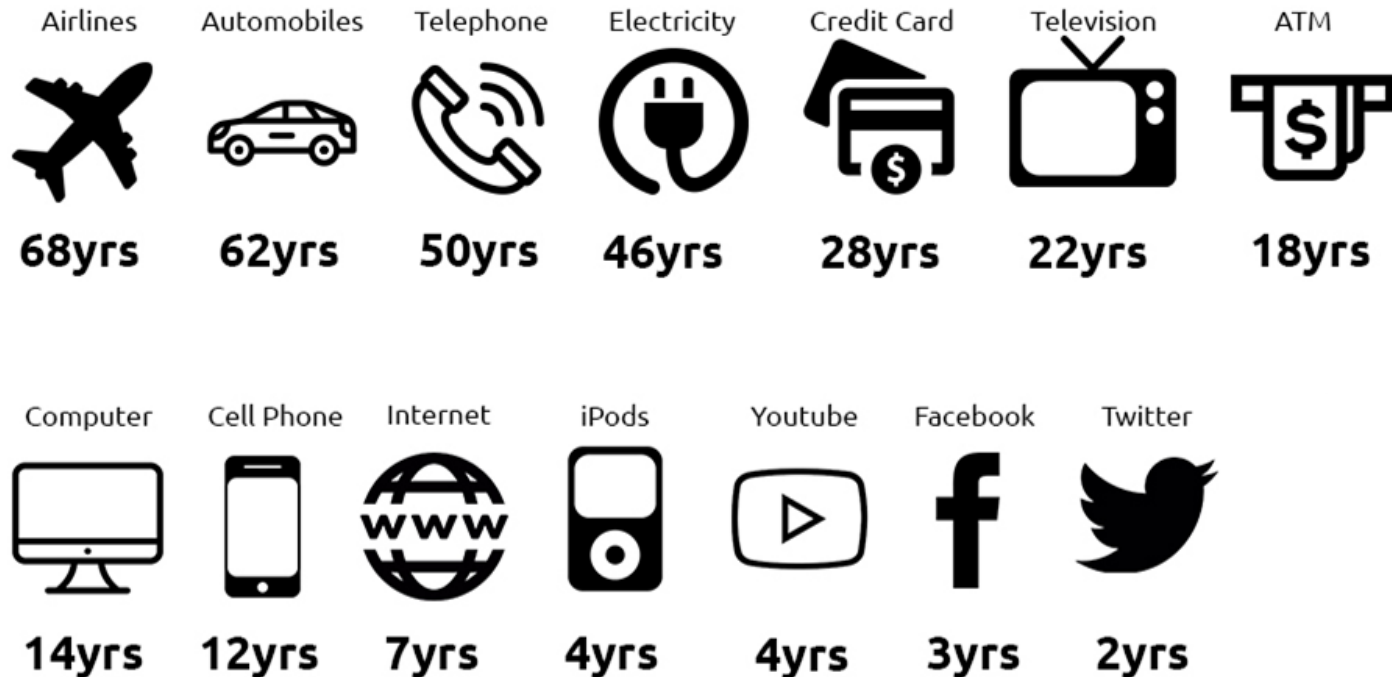 Airlines Automobiles Telephone Electricity Credit Card Television ATM
$ $
68yrs 62yrs 50yrs 46yrs 28yrs 22yrs 18yrs
Computer Cell Phone Internet iPods Youtube Facebook Twitter
www f
14yrs 12yrs 7yrs 4yrs 4yrs 3yrs 2yrs